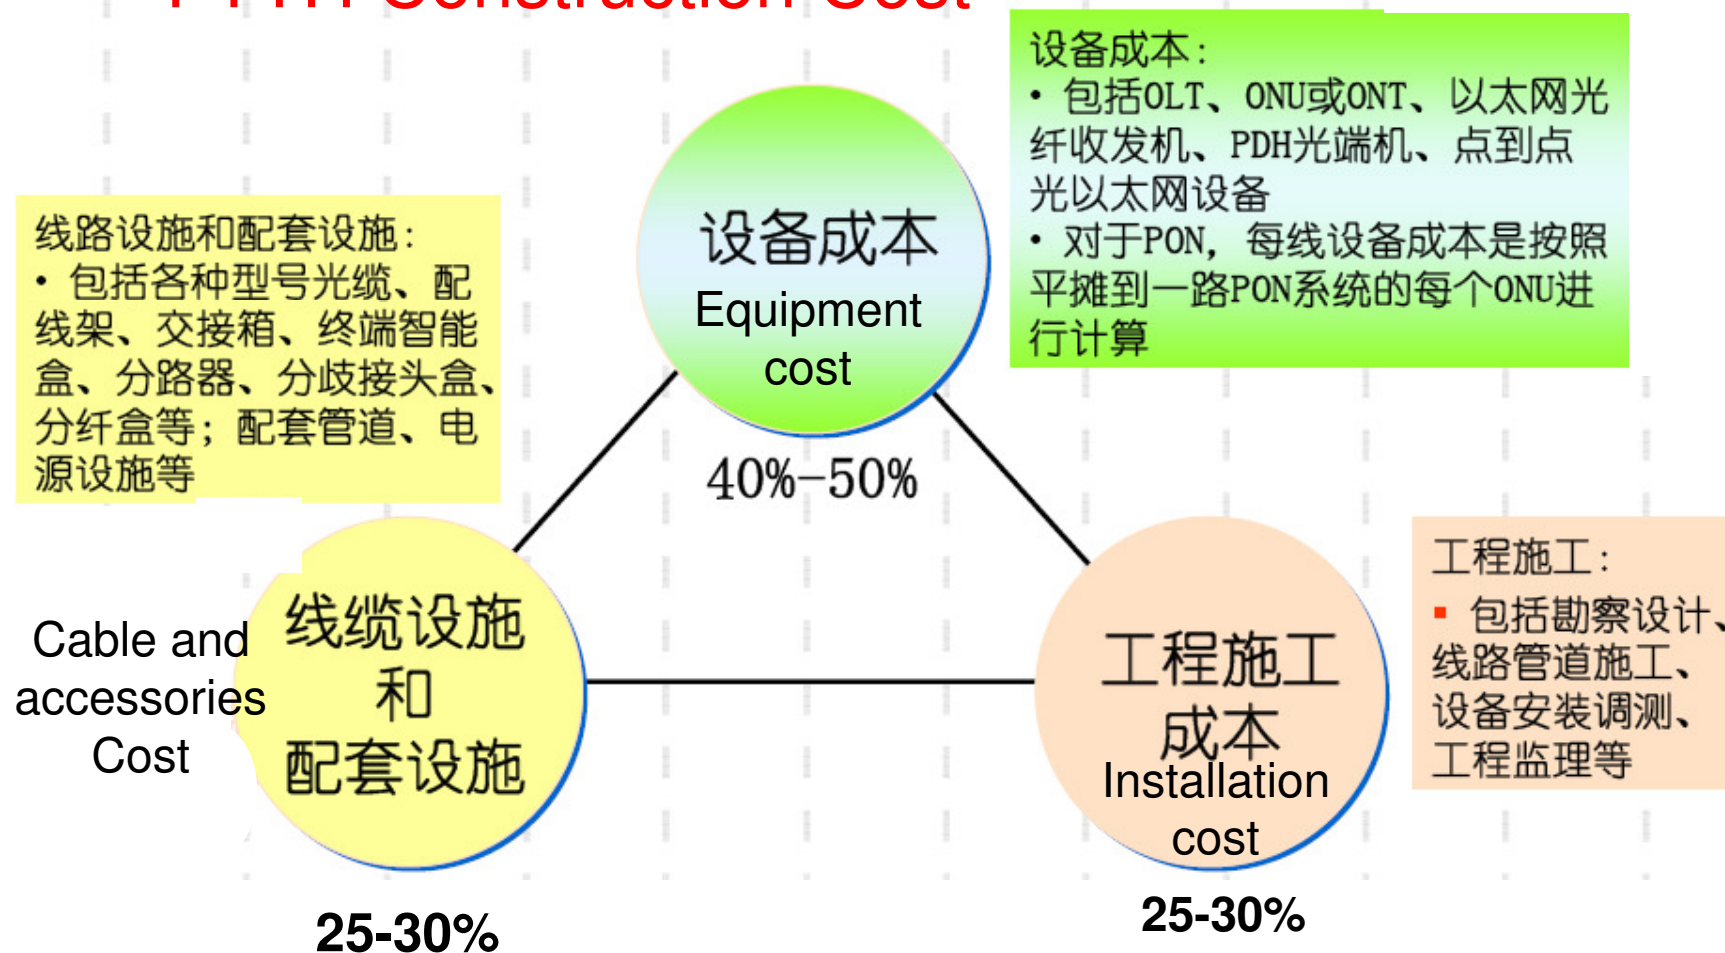 FTTH Construction Cost
设备成本：
• 包括OLT、ONU或ONT、以太网光
纤收发机、PDH光端机、点到点
光以太网设备
• 对于PON，每线设备成本是按照
平摊到一路PON系统的每个ONU进
行计算
线路设施和配套设施：
• 包括各种型号光缆、配
线架、交接箱、终端智能
盒、分路器、分歧接头盒、
分纤盒等；配套管道、电
源设施等
设备成本
Equipment
cost
40%-50%
Cable and
accessories
Cost
线缆设施
和
配套设施
25-30%
工程施工
成本
Installation
cost
25-30%
工程施工：
▪ 包括勘察设计、
线路管道施工、
设备安装调测、
工程监理等